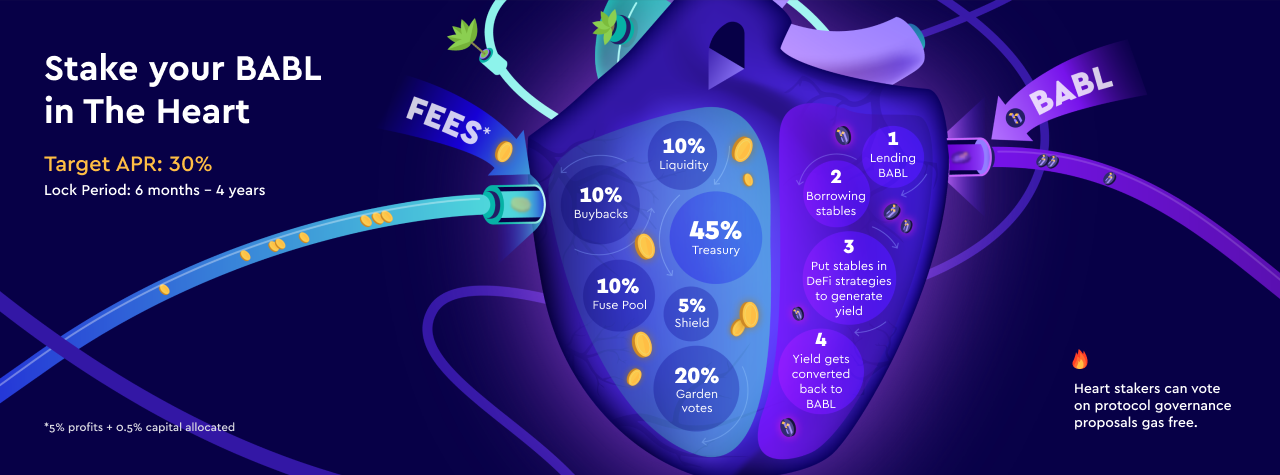 Stake your BABL
in The Heart
Target APR: 30%
Lock Period: 6 months – 4 years
*5% profits + 0.5% capital allocated
FEES*
10%
Liquidity
10%
Buybacks
45%
Treasury
10%
Fuse Pool
5%
Shield
20%
Garden
votes
BABL
1
Lending
BABL
2
Borrowing
stables
3
Put stables in
DeFi strategies
to generate
yield
4
Yield gets
converted
back to
BABL
Heart stakers can vote
on protocol governance
proposals gas free.